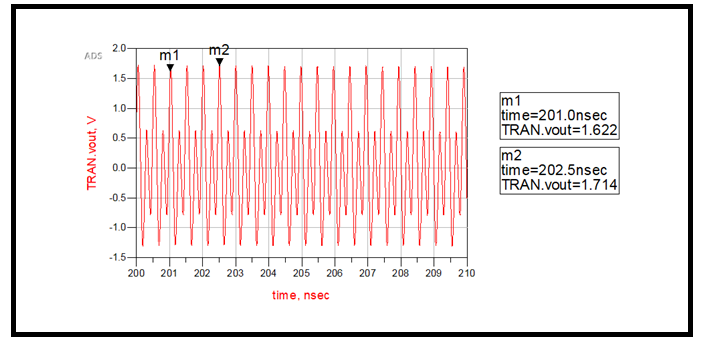 ADS
m1
m2
TRAN.vout, V
2.0
1.5
1.0
0.5
0.0
-0.5
-1.0
-1.5
200 201 202 203 204 205 206 207 208 209 210
time, nsec
m1
time=201.0nsec
TRAN.vout=1.622
m2
time=202.5nsec
TRAN.vout=1.714